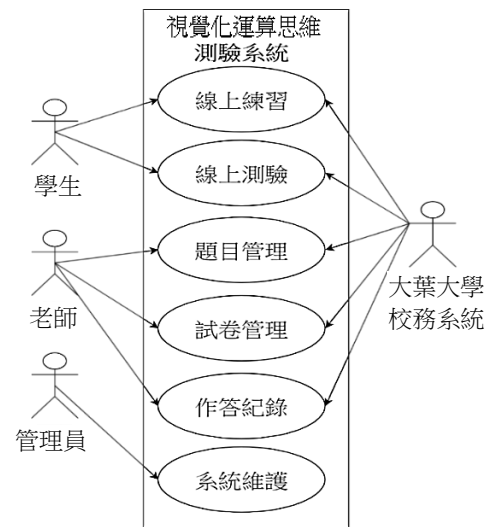 視覺化運算思維
測驗系統
線上練習
線上測驗
題目管理
試卷管理
作答紀錄
系統維護
學生
老師
管理員
大葉大學
校務系統